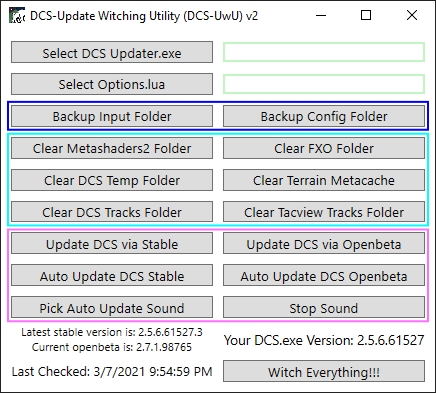 DCS-Update Witching Utility (DCS-UwU) v2
Select DCS Updater.exe
Select Options.lua
Backup Input Folder Backup Config Folder
Clear Metashaders2 Folder Clear FXO Folder
Clear DCS Temp Folder Clear Terrain Metacache
Clear DCS Tracks Folder Clear Tacview Tracks Folder
Update DCS via Stable Update DCS via Openbeta
Auto Update DCS Stable Auto Update DCS Openbeta
Pick Auto Update Sound Stop Sound
Latest stable version is: 2.5.6.61527.3
Current openbeta is: 2.7.1.98765
Your DCS.exe Version: 2.5.6.61527
Last Checked: 3/7/2021 9:54:59 PM Witch Everything!!!